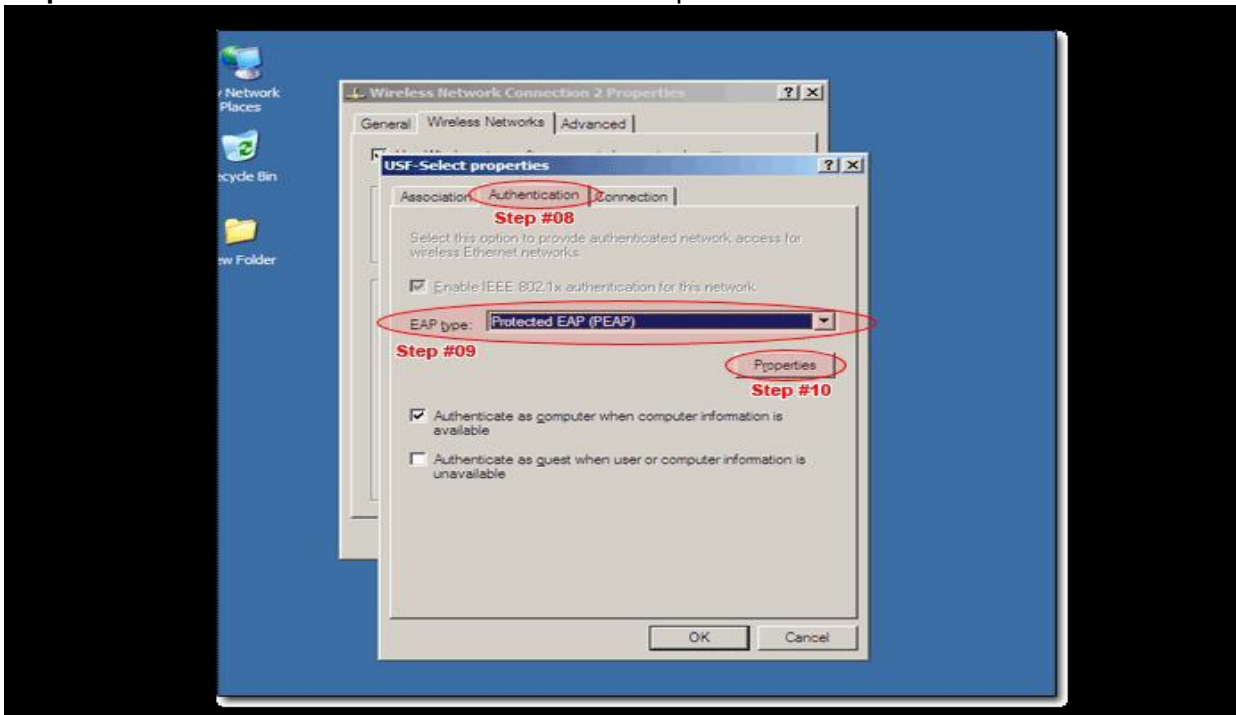 Network
Places
Wireless Network Connection 2 Properties
General Wireless Networks Advanced
cycle Bin
USF-Select properties
Association Authentication Connection
Step #08
Select this option to provide authenticated network access for
wireless Ethernet networks.
w Folder
Enable IEEE 802.1x authentication for this network
EAP type: Protected EAP (PEAP)
Step #09
Properties
Step #10
Authenticate as computer when computer information is
available
Authenticate as guest when user or computer information is
unavailable
OK Cancel